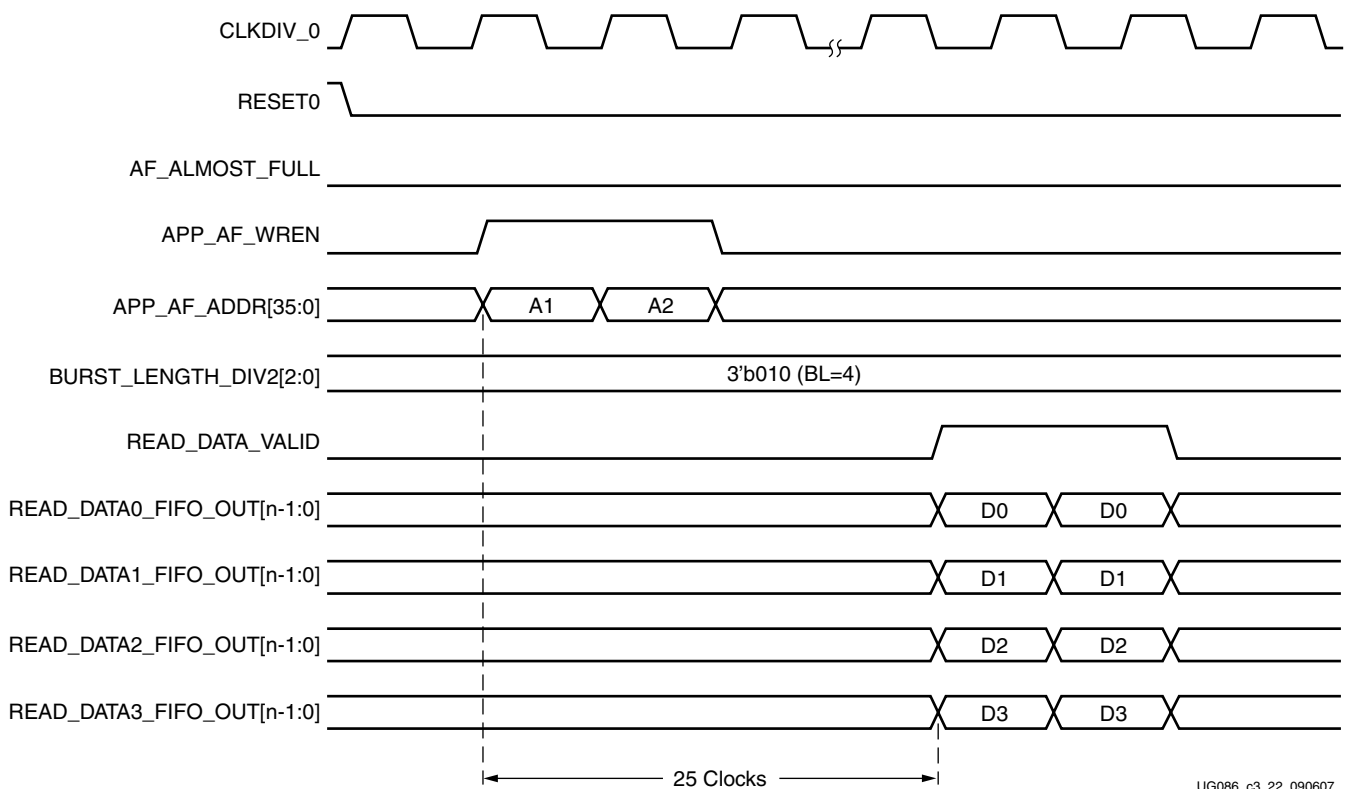 CLKDIV_0
RESET0
AF_ALMOST_FULL
APP_AF_WREN
APP_AF_ADDR[35:0] A1 A2
BURST_LENGTH_DIV2[2:0] 3'b010 (BL=4)
READ_DATA_VALID
READ_DATA0_FIFO_OUT[n-1:0] D0 D0
READ_DATA1_FIFO_OUT[n-1:0] D1 D1
READ_DATA2_FIFO_OUT[n-1:0] D2 D2
READ_DATA3_FIFO_OUT[n-1:0] D3 D3
25 Clocks
UG086_c3_22_090607